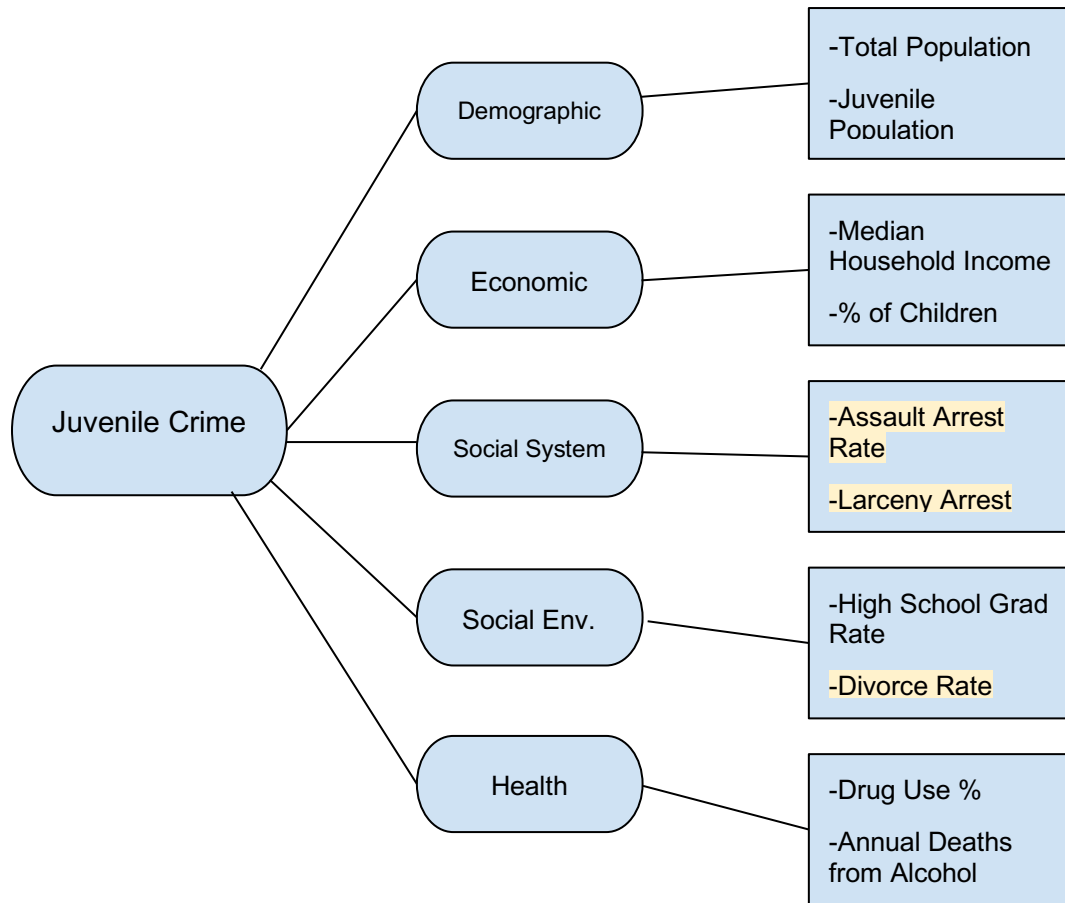 -Total Population
-Juvenile
Population
Demographic
-Median
Household Income
-% of Children
Economic
Juvenile Crime
-Assault Arrest
Rate
-Larceny Arrest
Social System
-High School Grad
Rate
-Divorce Rate
Social Env.
-Drug Use %
-Annual Deaths
from Alcohol
Health